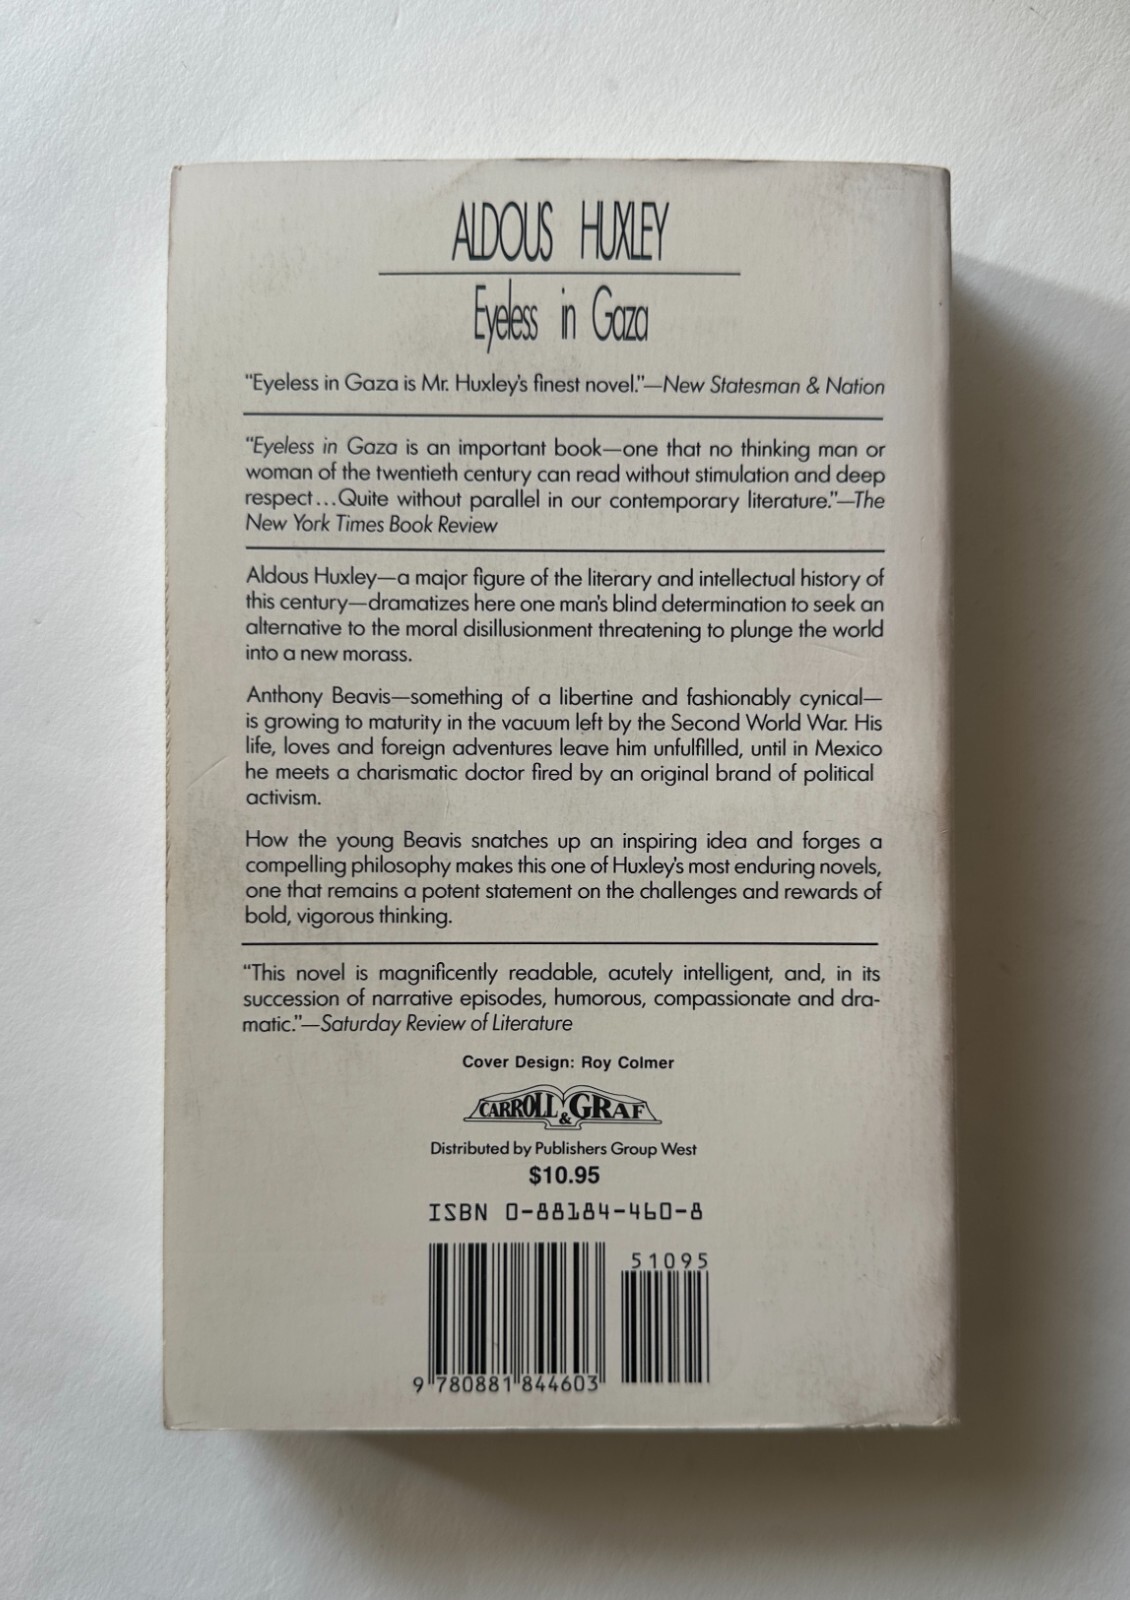 ALDOUS HUXLEY
Eyeless in Gaza
“Eyeless in Gaza is Mr. Huxley’s finest novel.”—New Statesman & Nation
“Eyeless in Gaza is an important book—one that no thinking man or
woman of the twentieth century can read without stimulation and deep
respect...Quite without parallel in our contemporary literature.”—The
New York Times Book Review
Aldous Huxley—a major figure of the literary and intellectual history of
this century—dramatizes here one man’s blind determination to seek an
alternative to the moral disillusionment threatening to plunge the world
into a new morass.
Anthony Beavis—something of a libertine and fashionably cynical—
is growing to maturity in the vacuum left by the Second World War. His
life, loves and foreign adventures leave him unfulfilled, until in Mexico
he meets a charismatic doctor fired by an original brand of political
activism.
How the young Beavis snatches up an inspiring idea and forges a
compelling philosophy makes this one of Huxley’s most enduring novels,
one that remains a potent statement on the challenges and rewards of
bold, vigorous thinking.
“This novel is magnificently readable, acutely intelligent, and, in its
succession of narrative episodes, humorous, compassionate and dra-
matic.”—Saturday Review of Literature
Cover Design: Roy Colmer
CARROLL & GRAF
Distributed by Publishers Group West
$10.95
ISBN 0-88184-460-8
51095
9 780881 844603